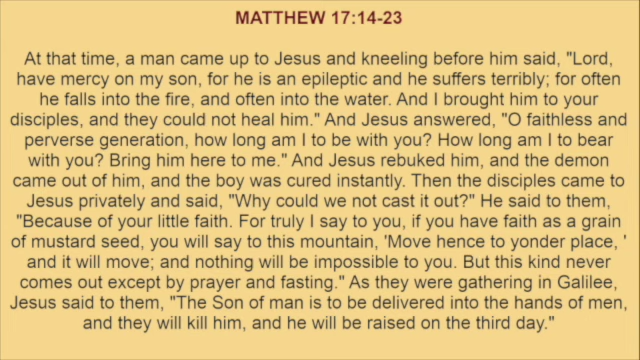 MATTHEW 17:14-23
At that time, a man came up to Jesus and kneeling before him said, "Lord,
have mercy on my son, for he is an epileptic and he suffers terribly; for often
he falls into the fire, and often into the water. And I brought him to your
disciples, and they could not heal him." And Jesus answered, "O faithless and
perverse generation, how long am I to be with you? How long am I to bear
with you? Bring him here to me." And Jesus rebuked him, and the demon
came out of him, and the boy was cured instantly. Then the disciples came to
Jesus privately and said, "Why could we not cast it out?" He said to them,
"Because of your little faith. For truly I say to you, if you have faith as a grain
of mustard seed, you will say to this mountain, 'Move hence to yonder place, '
and it will move; and nothing will be impossible to you. But this kind never
comes out except by prayer and fasting." As they were gathering in Galilee,
Jesus said to them, "The Son of man is to be delivered into the hands of men,
and they will kill him, and he will be raised on the third day."